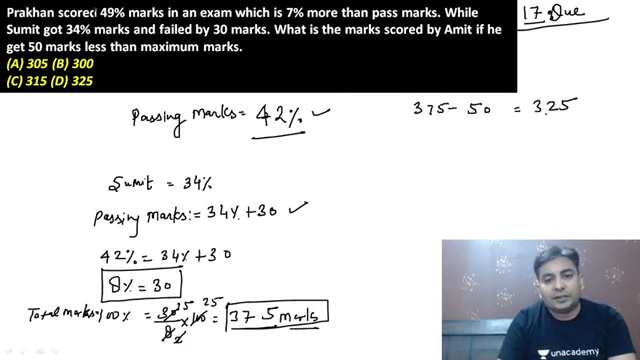 Prakhan scored 49% marks in an exam which is 7% more than pass marks. While
Sumit got 34% marks and failed by 30 marks. What is the marks scored by Amit if he
get 50 marks less than maximum marks.
(A) 305 (B) 300
(C) 315 (D) 325
17 Que
Passing marks = 42% ✓
375 - 50 = 325
Sumit = 34%
Passing marks: = 34% + 30 ✓
42% = 34% + 30
8% = 30
Total marks 100% = 30/8 × 100 = 375 marks
15
25
2
unacademy